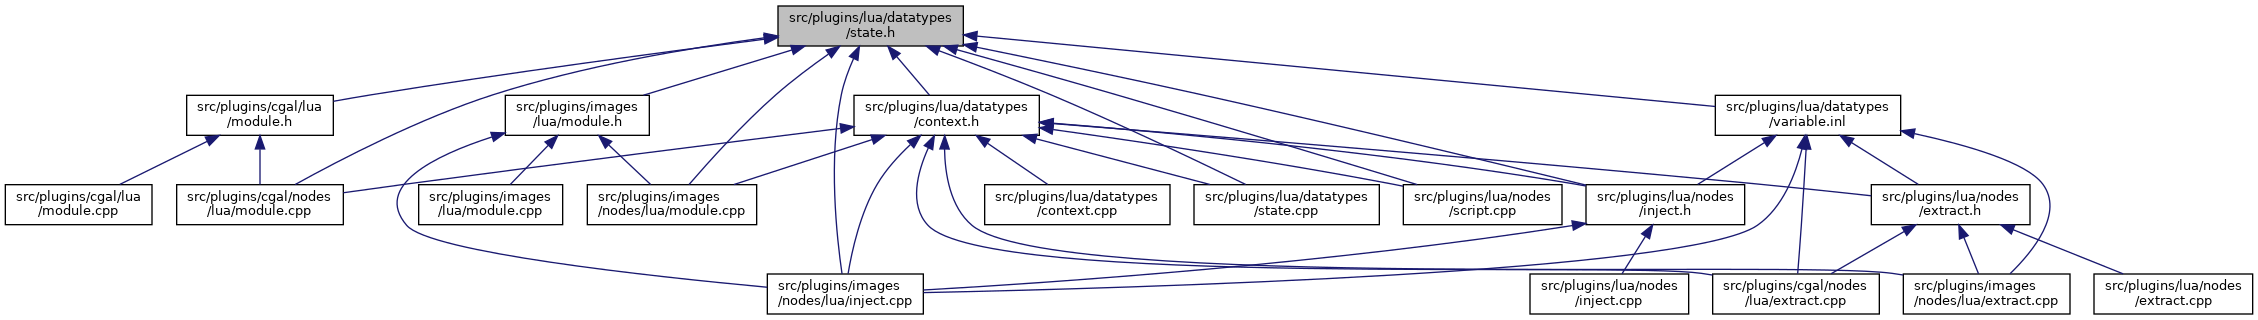 src/plugins/lua/datatypes
/state.h
src/plugins/cgal/lua
/module.h
src/plugins/images
/lua/module.h
src/plugins/lua/datatypes
/context.h
src/plugins/lua/datatypes
/variable.inl
src/plugins/cgal/lua
/module.cpp
src/plugins/cgal/nodes
/lua/module.cpp
src/plugins/images
/lua/module.cpp
src/plugins/images
/nodes/lua/module.cpp
src/plugins/lua/datatypes
/context.cpp
src/plugins/lua/datatypes
/state.cpp
src/plugins/lua/nodes
/script.cpp
src/plugins/lua/nodes
/inject.h
src/plugins/lua/nodes
/extract.h
src/plugins/images
/nodes/lua/inject.cpp
src/plugins/lua/nodes
/inject.cpp
src/plugins/cgal/nodes
/lua/extract.cpp
src/plugins/images
/nodes/lua/extract.cpp
src/plugins/lua/nodes
/extract.cpp